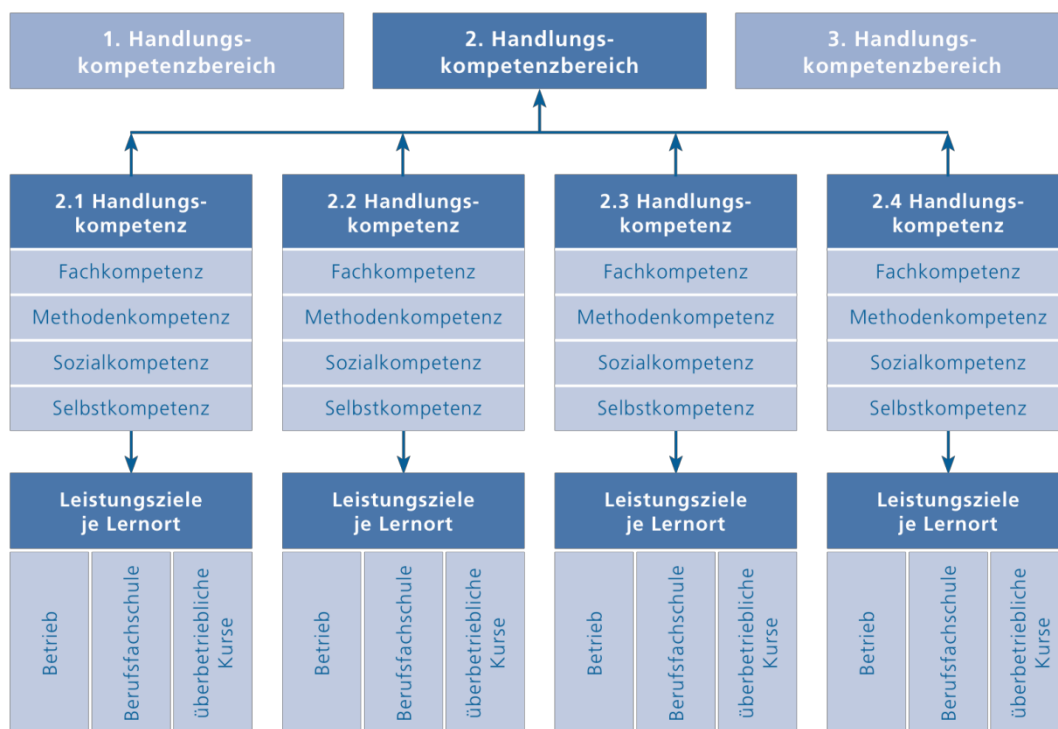 1. Handlungs-
kompetenzbereich
2. Handlungs-
kompetenzbereich
3. Handlungs-
kompetenzbereich
2.1 Handlungs-
kompetenz
Fachkompetenz
Methodenkompetenz
Sozialkompetenz
Selbstkompetenz
2.2 Handlungs-
kompetenz
Fachkompetenz
Methodenkompetenz
Sozialkompetenz
Selbstkompetenz
2.3 Handlungs-
kompetenz
Fachkompetenz
Methodenkompetenz
Sozialkompetenz
Selbstkompetenz
2.4 Handlungs-
kompetenz
Fachkompetenz
Methodenkompetenz
Sozialkompetenz
Selbstkompetenz
Leistungsziele
je Lernort
Betrieb
Berufsfachschule
überbetriebliche
Kurse
Leistungsziele
je Lernort
Betrieb
Berufsfachschule
überbetriebliche
Kurse
Leistungsziele
je Lernort
Betrieb
Berufsfachschule
überbetriebliche
Kurse
Leistungsziele
je Lernort
Betrieb
Berufsfachschule
überbetriebliche
Kurse